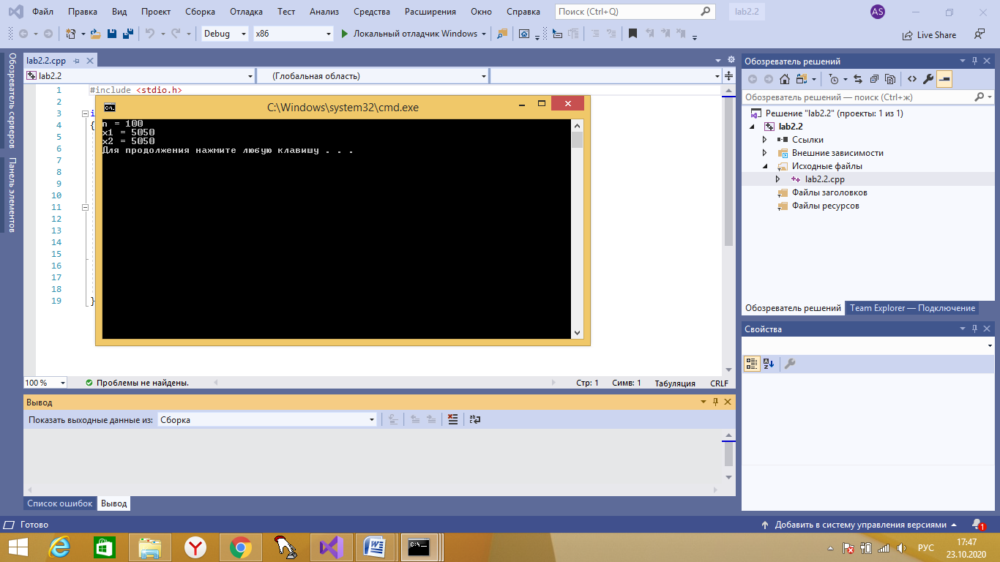 Файл Правка Вид Проект Сборка Отладка Тест Анализ Средства Расширения Окно Справка Поиск (Ctrl+Q) lab2.2 AS
Debug x86 Локальный отладчик Windows Live Share
Обозреватель серверов
Панель элементов
lab2.2.cpp
lab2.2 (Глобальная область)
1 #include <stdio.h>
2
3 i
4 {
5
6
7
8
9
10
11
12
13
14
15
16
17
18
19 }
C:\Windows\system32\cmd.exe
n = 100
x1 = 5050
x2 = 5050
Для продолжения нажмите любую клавишу . . .
100 % Проблемы не найдены. Стр: 1 Симв: 1 Табуляция CRLF
Вывод
Показать выходные данные из: Сборка
Список ошибок Вывод
Обозреватель решений
Обозреватель решений — поиск (Ctrl+ж)
Решение "lab2.2" (проекты: 1 из 1)
lab2.2
Ссылки
Внешние зависимости
Исходные файлы
lab2.2.cpp
Файлы заголовков
Файлы ресурсов
Обозреватель решений Team Explorer — Подключение
Свойства
Готово Добавить в систему управления версиями 1
РУС 17:47
23.10.2020